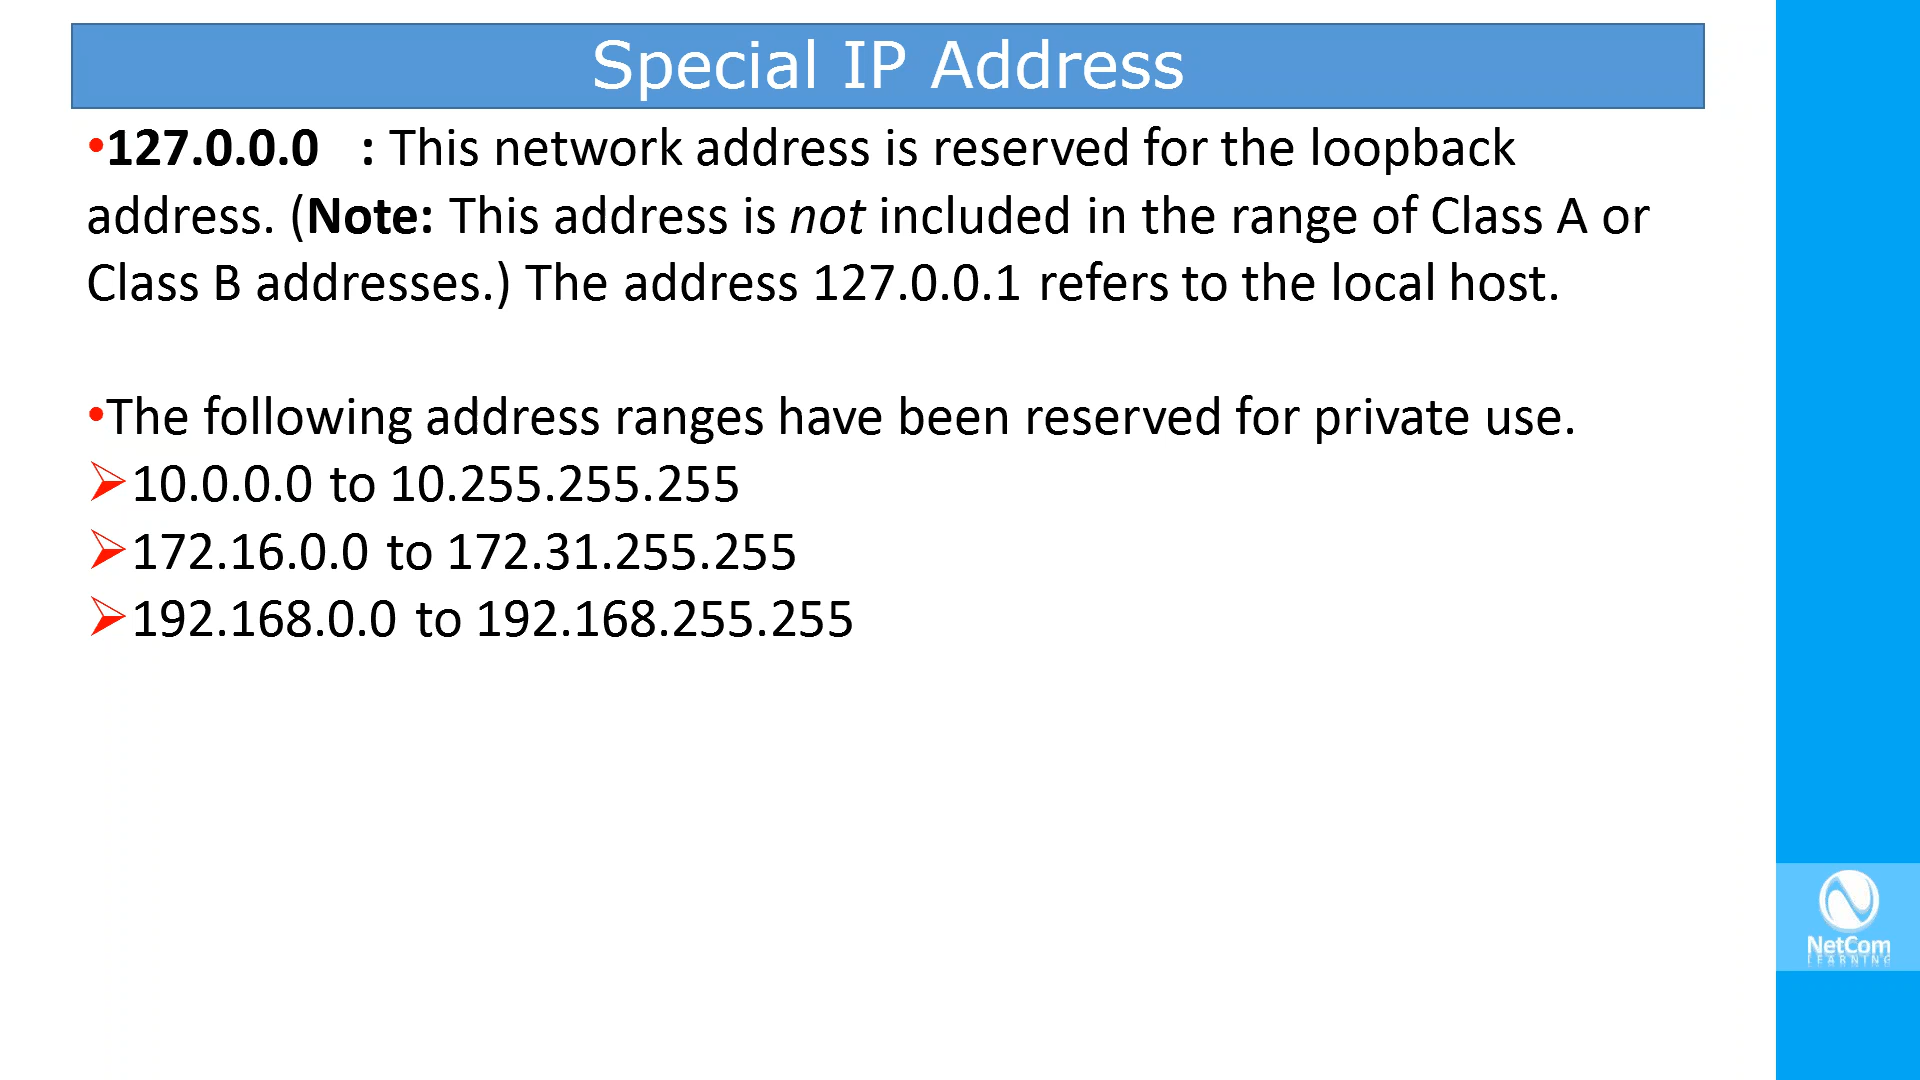 Special IP Address
•127.0.0.0 : This network address is reserved for the loopback
address. (Note: This address is not included in the range of Class A or
Class B addresses.) The address 127.0.0.1 refers to the local host.
•The following address ranges have been reserved for private use.
➢10.0.0.0 to 10.255.255.255
➢172.16.0.0 to 172.31.255.255
➢192.168.0.0 to 192.168.255.255
NetCom
LEARNING